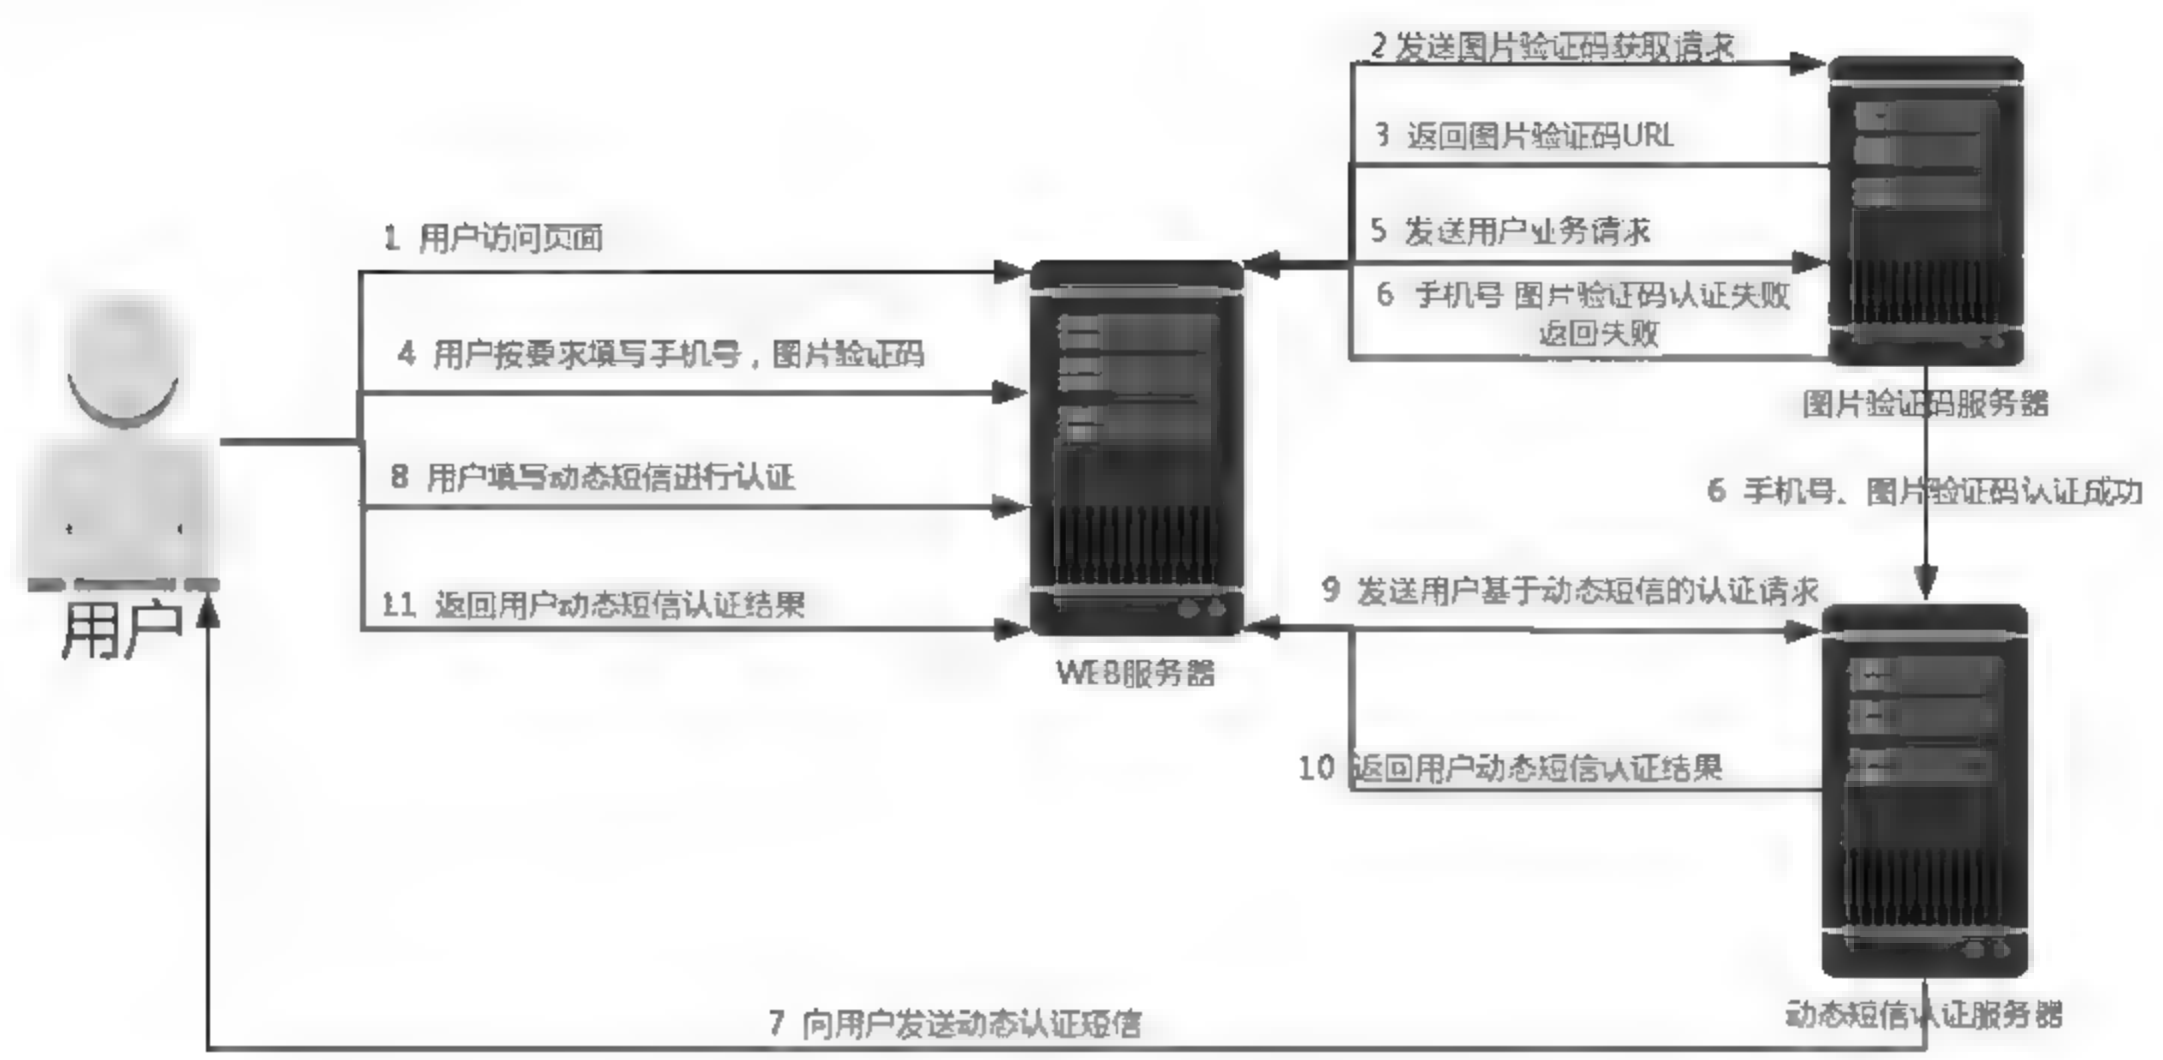 2 发送图片验证码获取请求
3 返回图片验证码URL
1 用户访问页面
5 发送用户业务请求
6 手机号 图片验证码认证失败
返回失败
4 用户按要求填写手机号，图片验证码
图片验证码服务器
8 用户填写动态短信进行认证
6 手机号、图片验证码认证成功
9 发送用户基于动态短信的认证请求
11 返回用户动态短信认证结果
用户
WEB服务器
10 返回用户动态短信认证结果
动态短信认证服务器
7 向用户发送动态认证短信